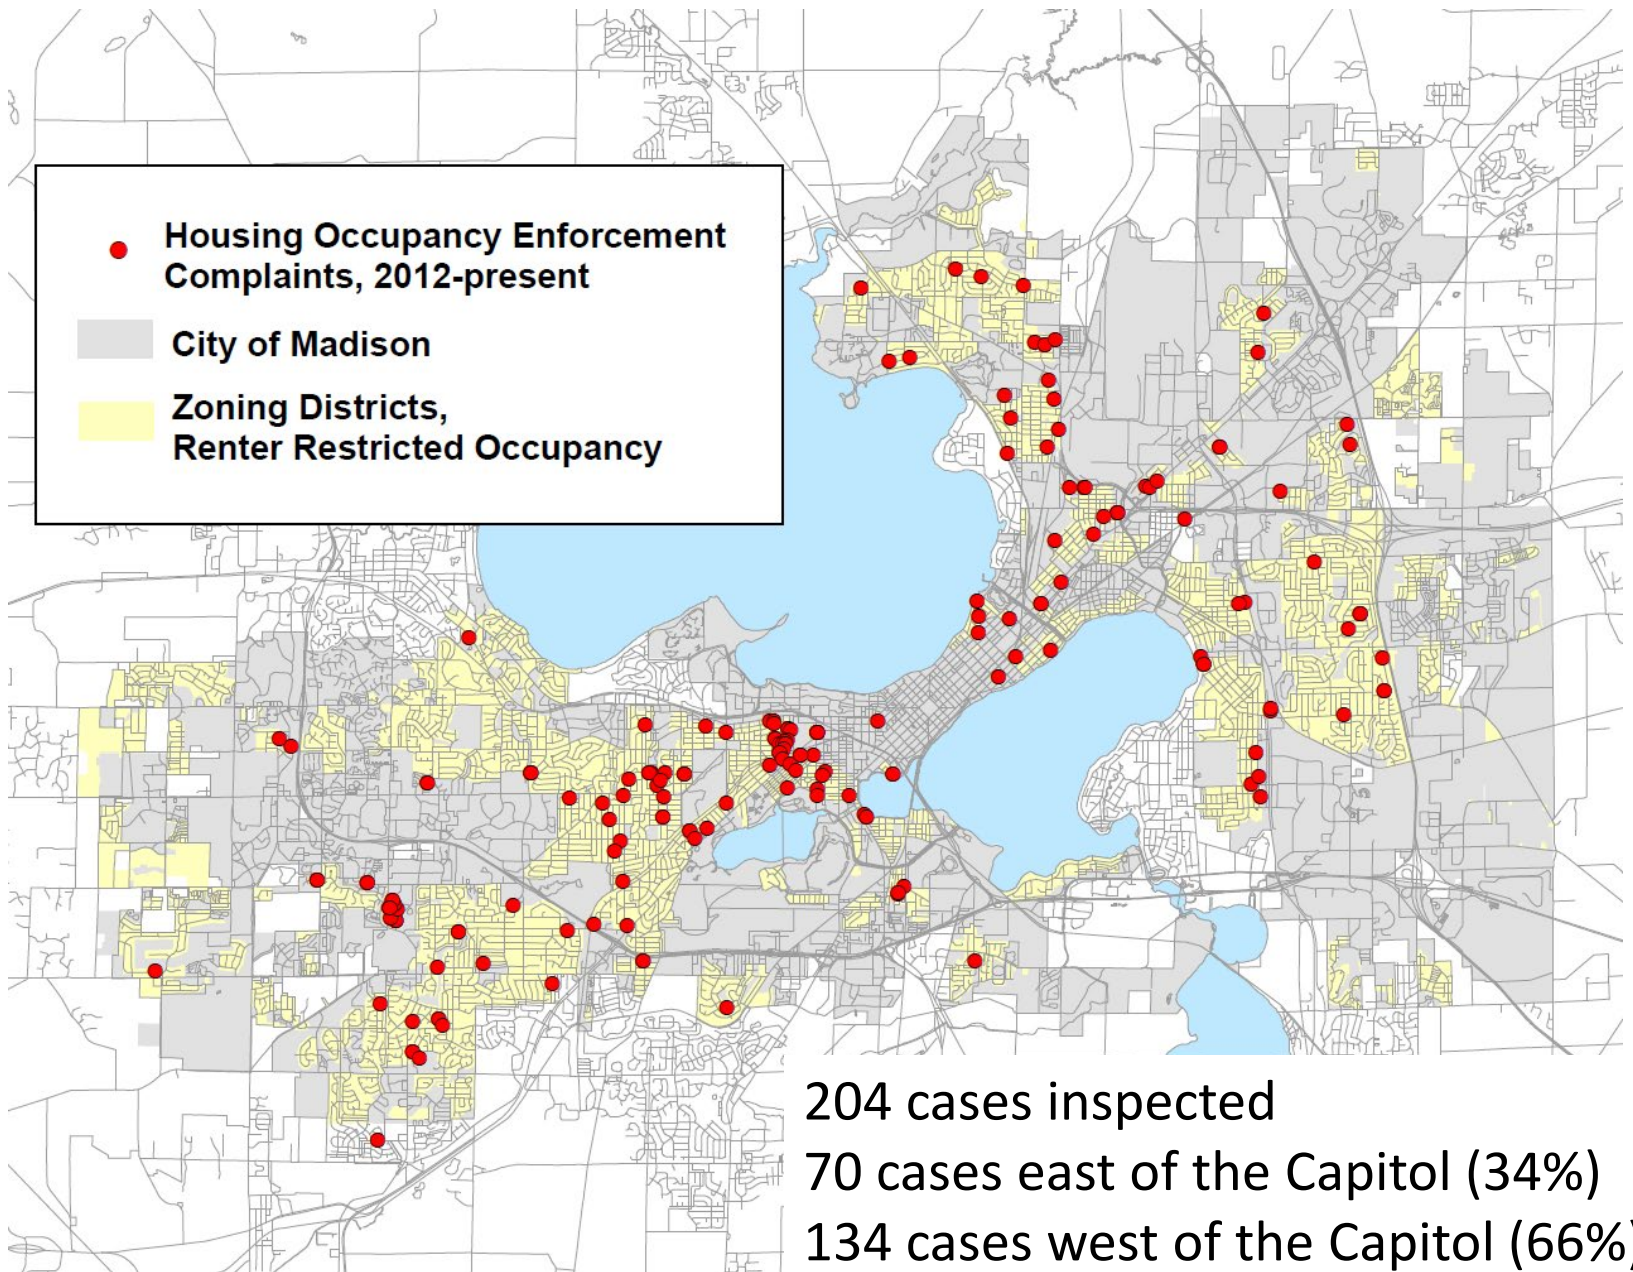 Housing Occupancy Enforcement
Complaints, 2012-present
City of Madison
Zoning Districts,
Renter Restricted Occupancy
204 cases inspected
70 cases east of the Capitol (34%)
134 cases west of the Capitol (66%)